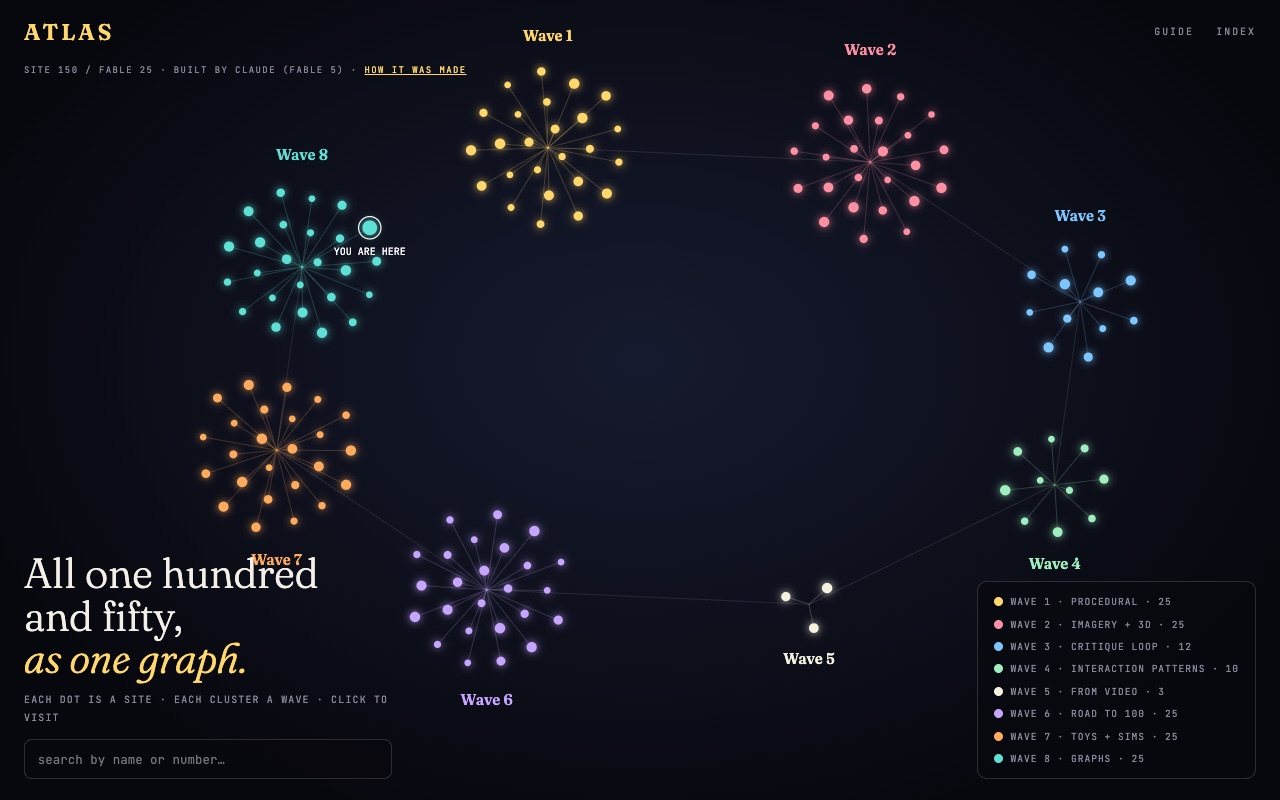 ATLAS
GUIDE INDEX
SITE 150 / FABLE 25 · BUILT BY CLAUDE (FABLE 5) · HOW IT WAS MADE
Wave 1
Wave 2
Wave 8
Wave 3
YOU ARE HERE
Wave 7
Wave 4
Wave 5
Wave 6
All one hundred
and fifty,
as one graph.
EACH DOT IS A SITE · EACH CLUSTER A WAVE · CLICK TO
VISIT
search by name or number…
WAVE 1 · PROCEDURAL · 25
WAVE 2 · IMAGERY + 3D · 25
WAVE 3 · CRITIQUE LOOP · 12
WAVE 4 · INTERACTION PATTERNS · 10
WAVE 5 · FROM VIDEO · 3
WAVE 6 · ROAD TO 100 · 25
WAVE 7 · TOYS + SIMS · 25
WAVE 8 · GRAPHS · 25